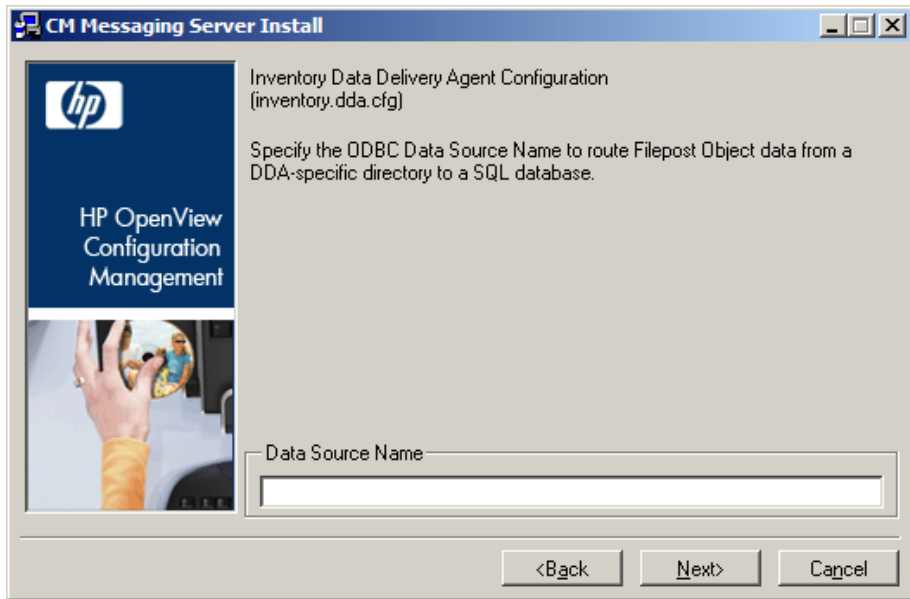 CM Messaging Server Install
hp
HP OpenView
Configuration
Management
Inventory Data Delivery Agent Configuration
(inventory.dda.cfg)
Specify the ODBC Data Source Name to route Filepost Object data from a
DDA-specific directory to a SQL database.
Data Source Name
<Back
Next>
Cancel